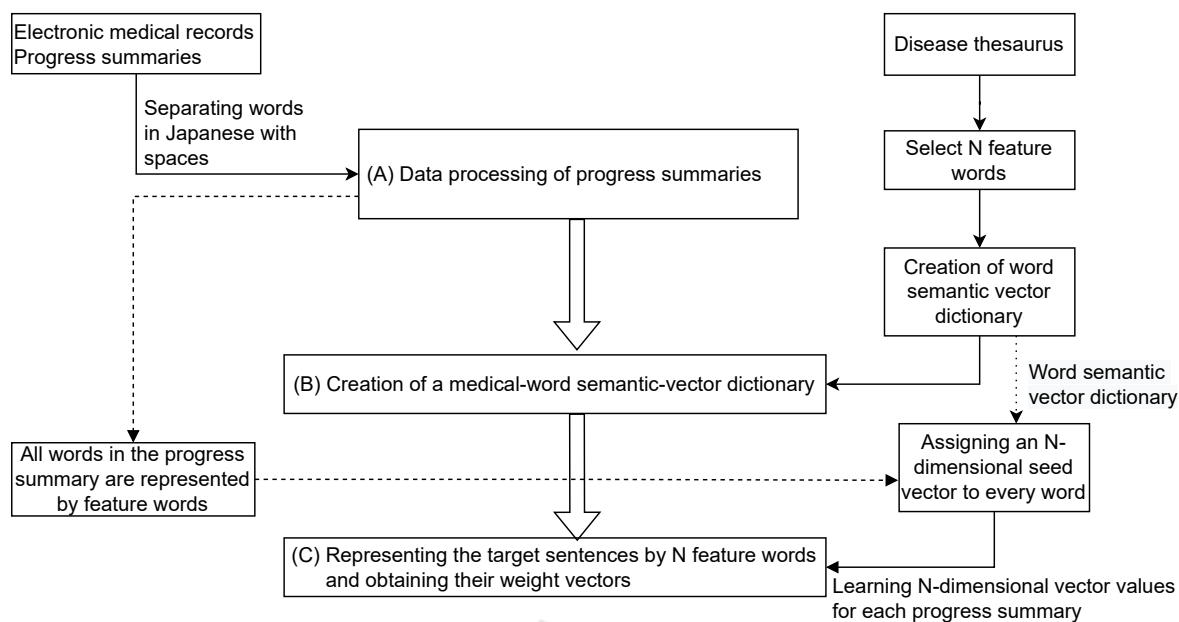 Electronic medical records
Progress summaries
Disease thesaurus
Separating words
in Japanese with
spaces
(A) Data processing of progress summaries
Select N feature
words
Creation of word
semantic vector
dictionary
(B) Creation of a medical-word semantic-vector dictionary
Word semantic
vector dictionary
All words in the progress
summary are represented
by feature words
Assigning an N-
dimensional seed
vector to every word
(C) Representing the target sentences by N feature words
and obtaining their weight vectors
Learning N-dimensional vector values
for each progress summary